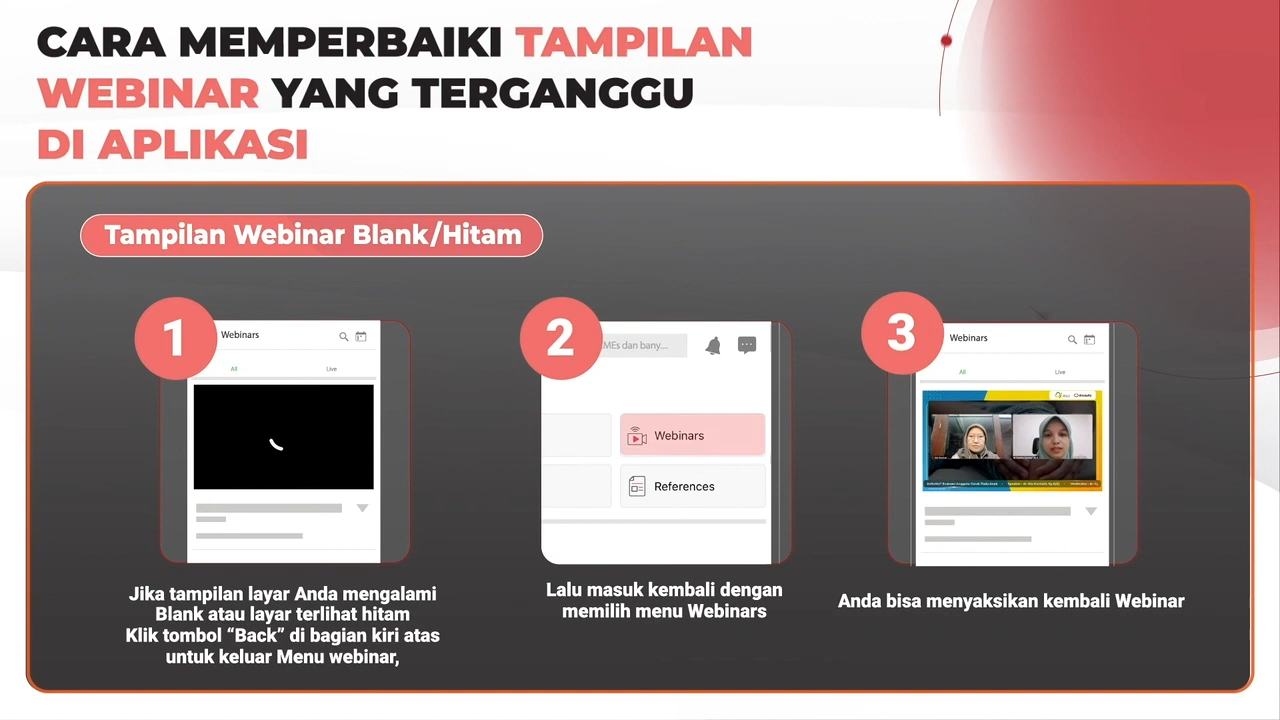 CARA MEMPERBAIKI TAMPILAN
WEBINAR YANG TERGANGGU
DI APLIKASI
Tampilan Webinar Blank/Hitam
1
Webinars
All
Live
Jika tampilan layar Anda mengalami
Blank atau layar terlihat hitam
Klik tombol “Back” di bagian kiri atas
untuk keluar Menu webinar,
2
MEs dan bany....
Webinars
References
Lalu masuk kembali dengan
memilih menu Webinars
3
Webinars
All
Live
Anda bisa menyaksikan kembali Webinar